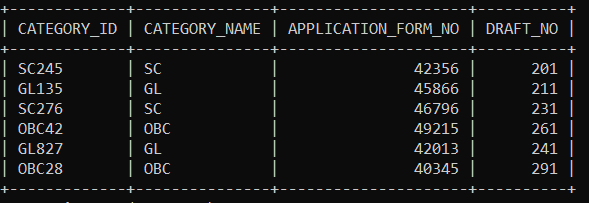 +-------------+---------------+---------------------+----------+
| CATEGORY_ID | CATEGORY_NAME | APPLICATION_FORM_NO | DRAFT_NO |
+-------------+---------------+---------------------+----------+
| SC245       | SC            |               42356 |      201 |
| GL135       | GL            |               45866 |      211 |
| SC276       | SC            |               46796 |      231 |
| OBC42       | OBC           |               49215 |      261 |
| GL827       | GL            |               42013 |      241 |
| OBC28       | OBC           |               40345 |      291 |
+-------------+---------------+---------------------+----------+